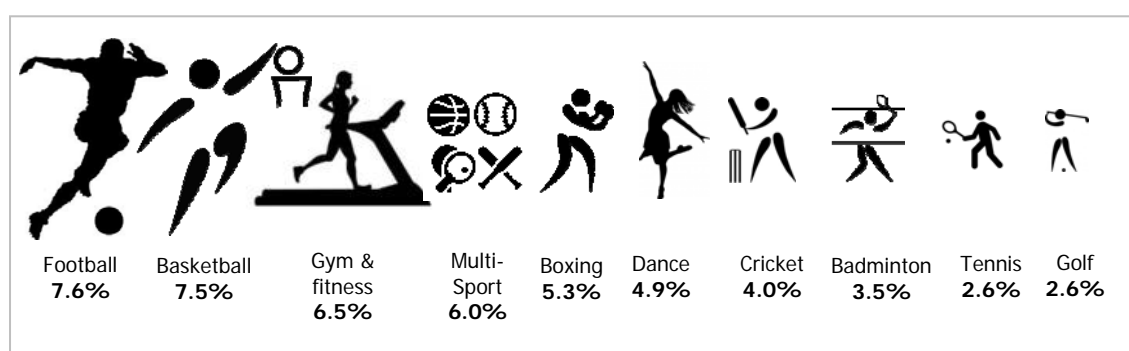 Football
7.6%
Basketball
7.5%
Gym &
fitness
6.5%
Multi-
Sport
6.0%
Boxing
5.3%
Dance
4.9%
Cricket
4.0%
Badminton
3.5%
Tennis
2.6%
Golf
2.6%